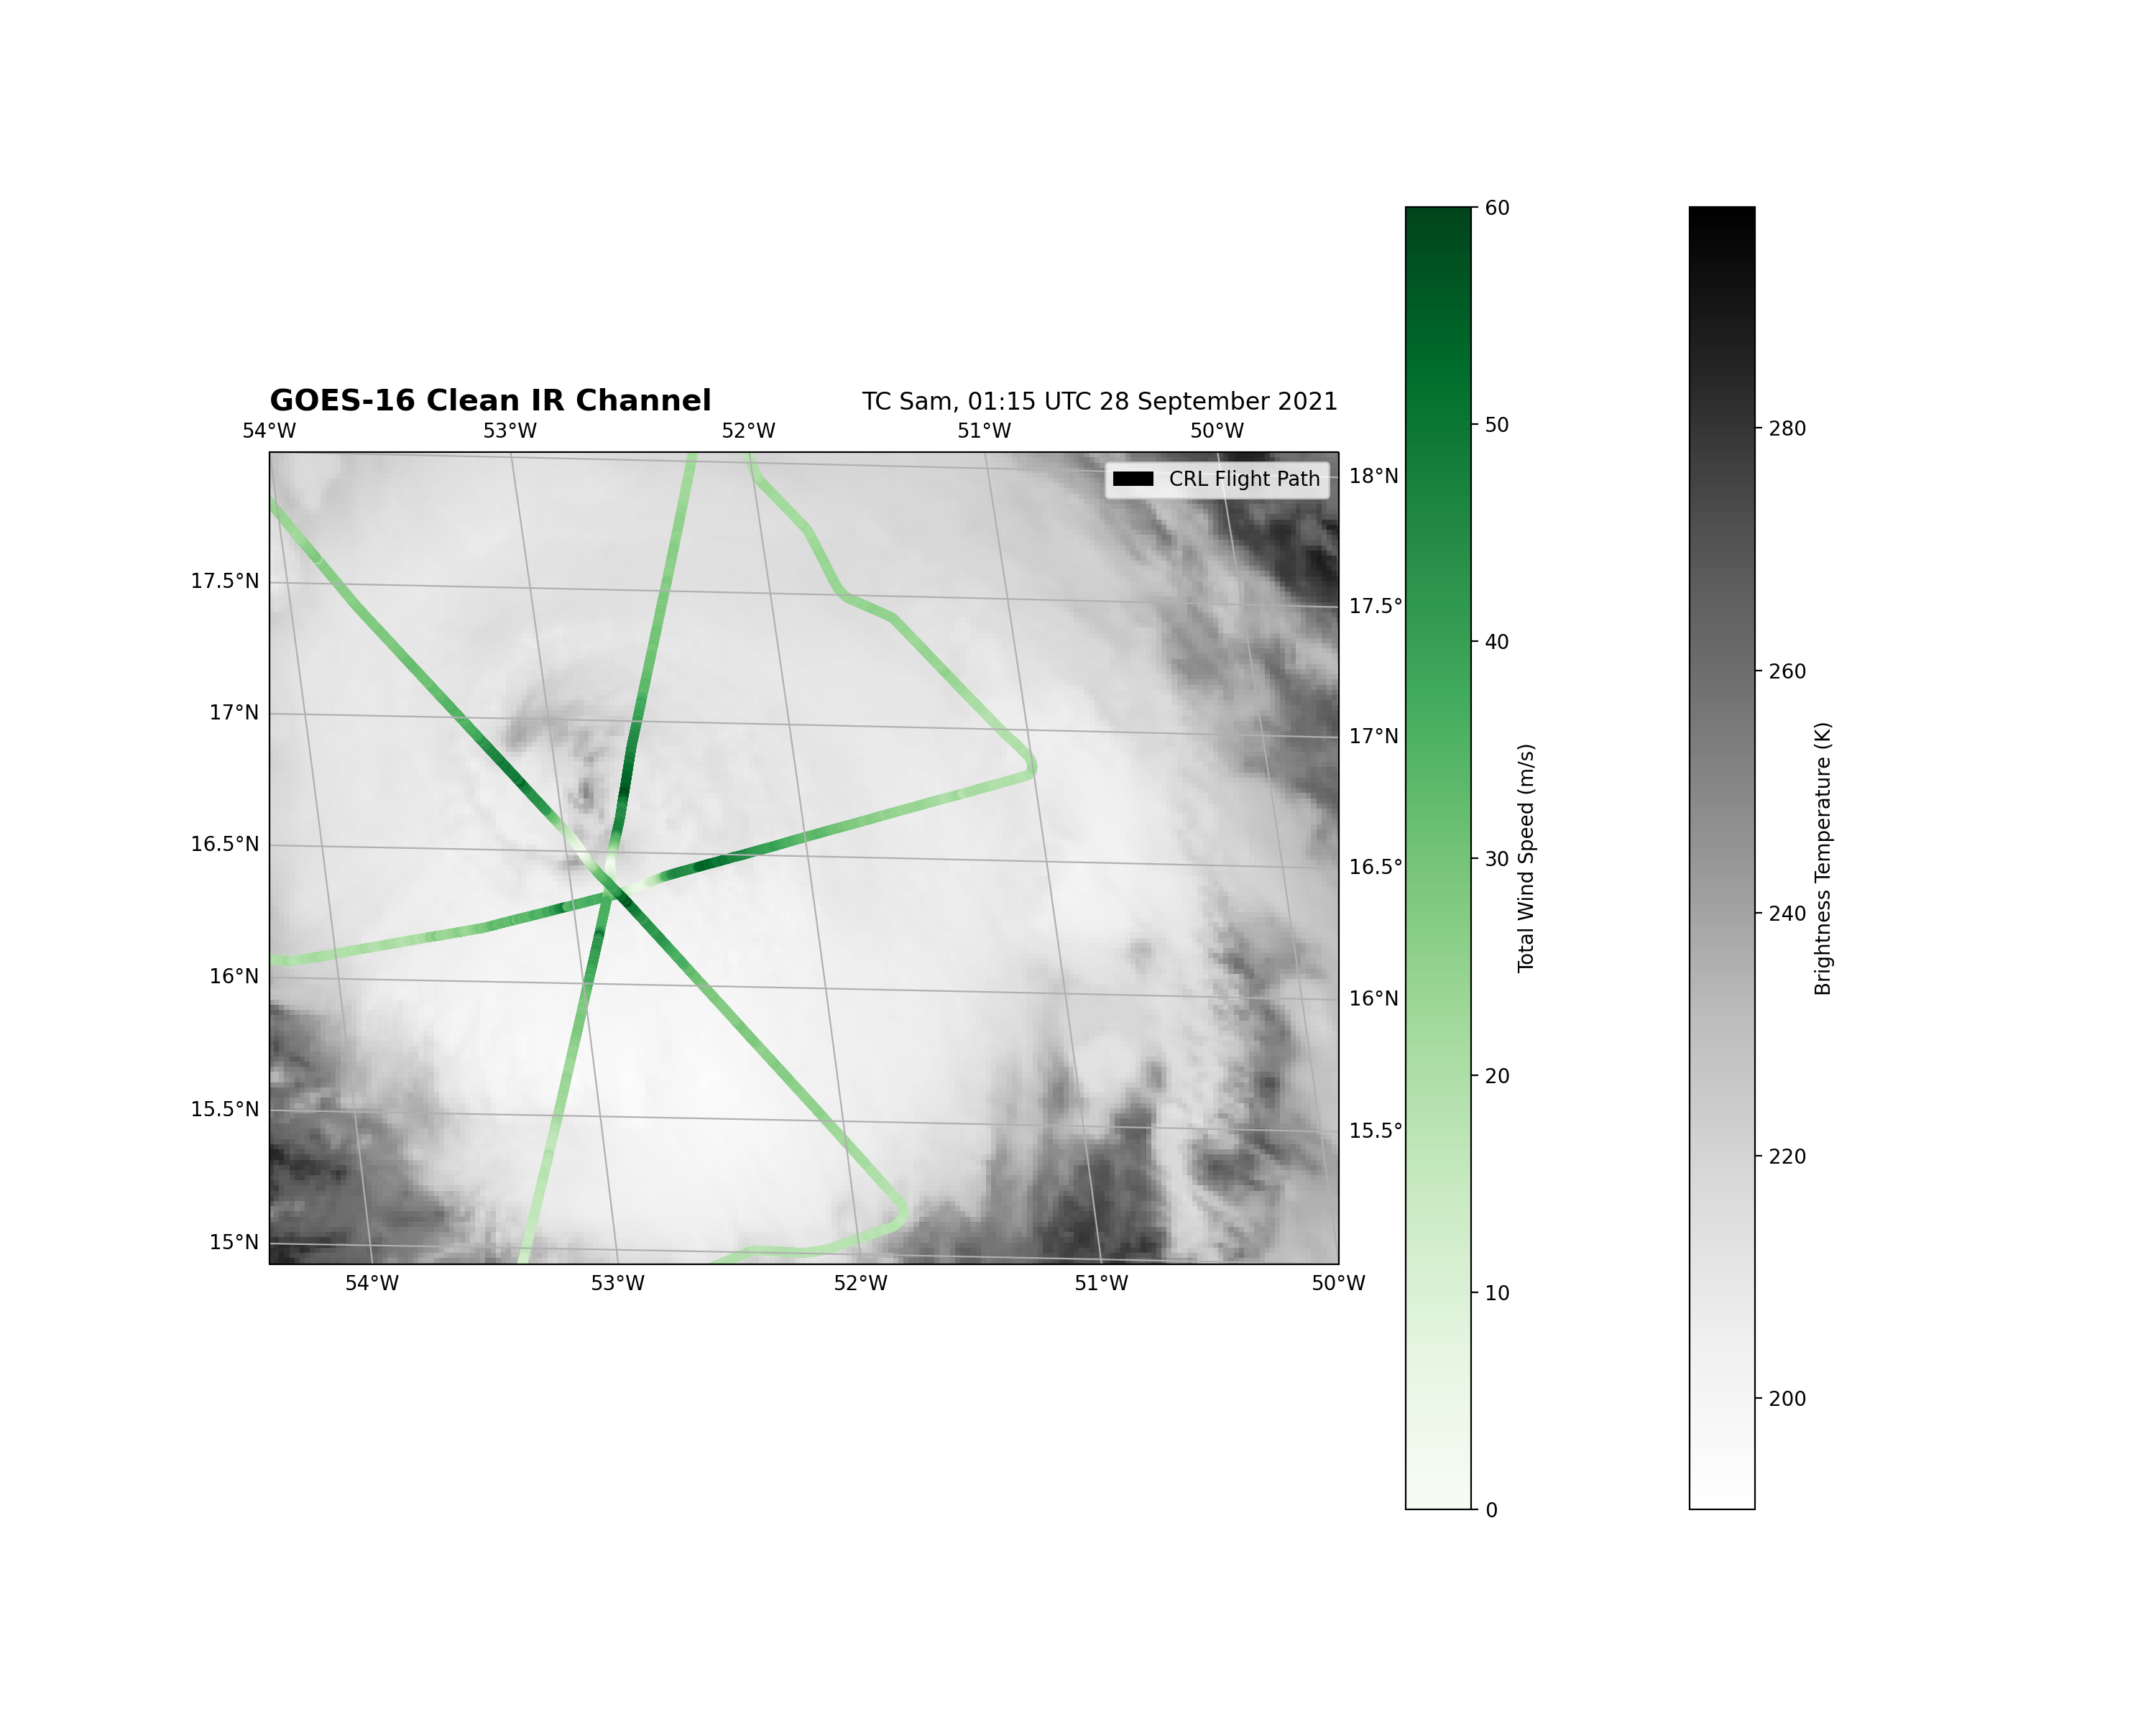 GOES-16 Clean IR Channel
TC Sam, 01:15 UTC 28 September 2021
54°W 53°W 52°W 51°W 50°W
CRL Flight Path
17.5°N
17°N
16.5°N
16°N
15.5°N
15°N
18°N
17.5°
17°N
16.5°
16°N
15.5°
54°W 53°W 52°W 51°W 50°W
60
50
40
30
20
10
0
Total Wind Speed (m/s)
280
260
240
220
200
Brightness Temperature (K)